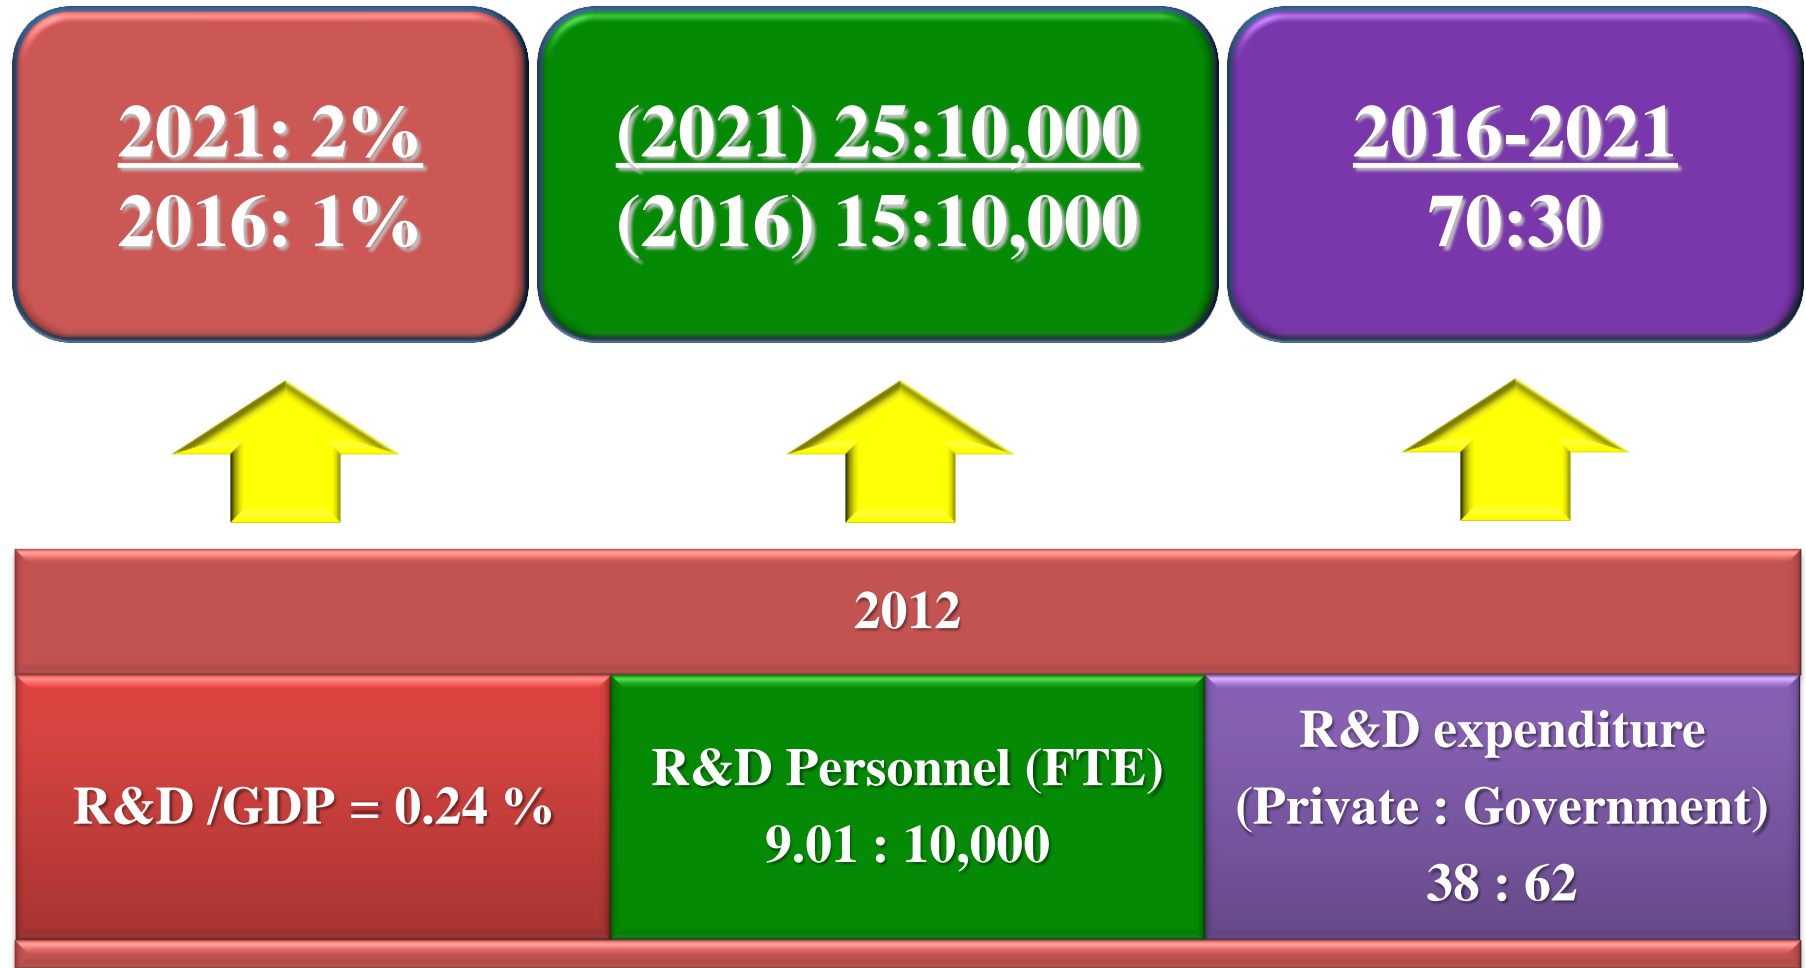 2021: 2%
2016: 1%
(2021) 25:10,000
(2016) 15:10,000
2016-2021
70:30
2012
R&D /GDP = 0.24 %
R&D Personnel (FTE)
9.01 : 10,000
R&D expenditure
(Private : Government)
38 : 62